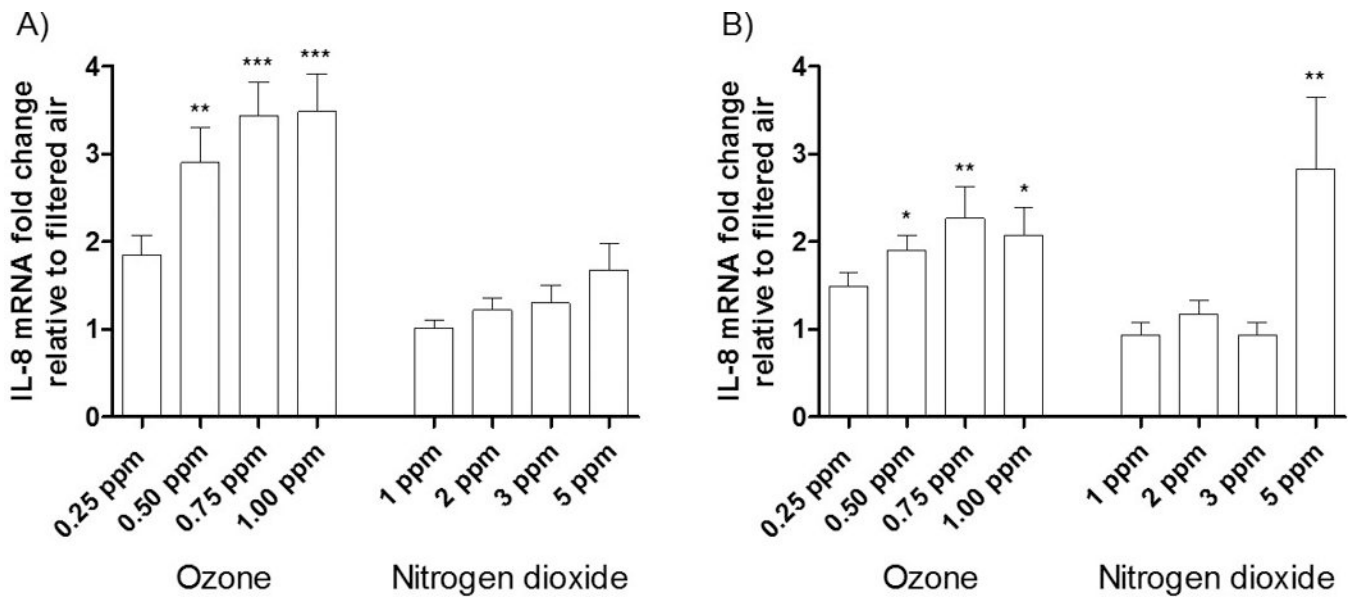 A)
IL-8 mRNA fold change
relative to filtered air
4
3
2
1
0
**
***
***
0.25 ppm
0.50 ppm
0.75 ppm
1.00 ppm
1 ppm
2 ppm
3 ppm
5 ppm
Ozone
Nitrogen dioxide
B)
IL-8 mRNA fold change
relative to filtered air
4
3
2
1
0
*
**
*
**
0.25 ppm
0.50 ppm
0.75 ppm
1.00 ppm
1 ppm
2 ppm
3 ppm
5 ppm
Ozone
Nitrogen dioxide